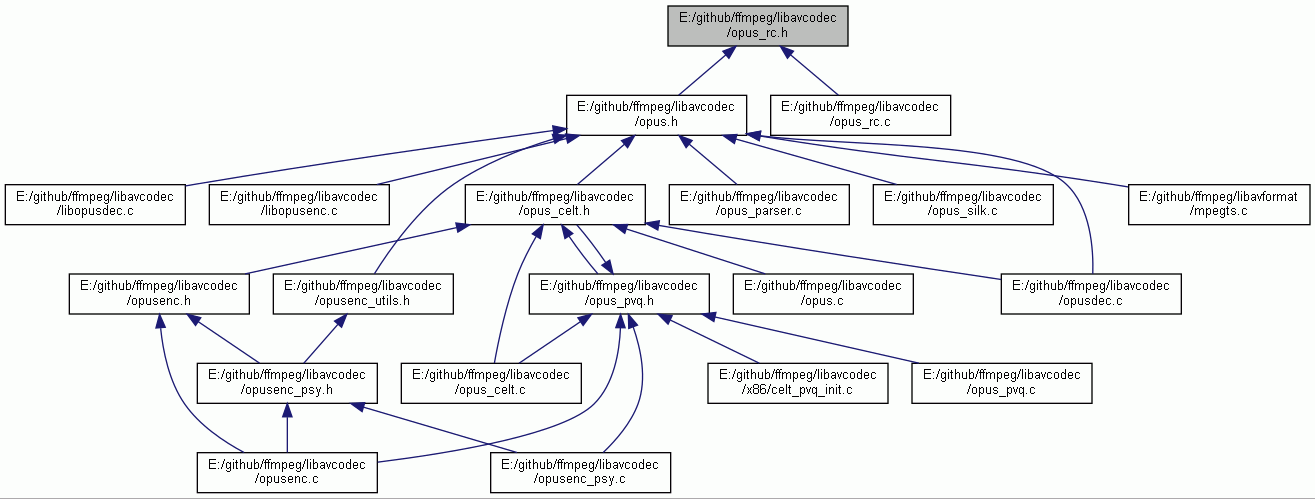 E:/github/ffmpeg/libavcodec
/opus_rc.h
E:/github/ffmpeg/libavcodec
/opus.h
E:/github/ffmpeg/libavcodec
/opus_rc.c
E:/github/ffmpeg/libavcodec
/libopusdec.c
E:/github/ffmpeg/libavcodec
/libopusenc.c
E:/github/ffmpeg/libavcodec
/opus_celt.h
E:/github/ffmpeg/libavcodec
/opus_parser.c
E:/github/ffmpeg/libavcodec
/opus_silk.c
E:/github/ffmpeg/libavformat
/mpegts.c
E:/github/ffmpeg/libavcodec
/opusenc.h
E:/github/ffmpeg/libavcodec
/opusenc_utils.h
E:/github/ffmpeg/libavcodec
/opus_pvq.h
E:/github/ffmpeg/libavcodec
/opus.c
E:/github/ffmpeg/libavcodec
/opusdec.c
E:/github/ffmpeg/libavcodec
/opusenc_psy.h
E:/github/ffmpeg/libavcodec
/opus_celt.c
E:/github/ffmpeg/libavcodec
/x86/celt_pvq_init.c
E:/github/ffmpeg/libavcodec
/opus_pvq.c
E:/github/ffmpeg/libavcodec
/opusenc.c
E:/github/ffmpeg/libavcodec
/opusenc_psy.c